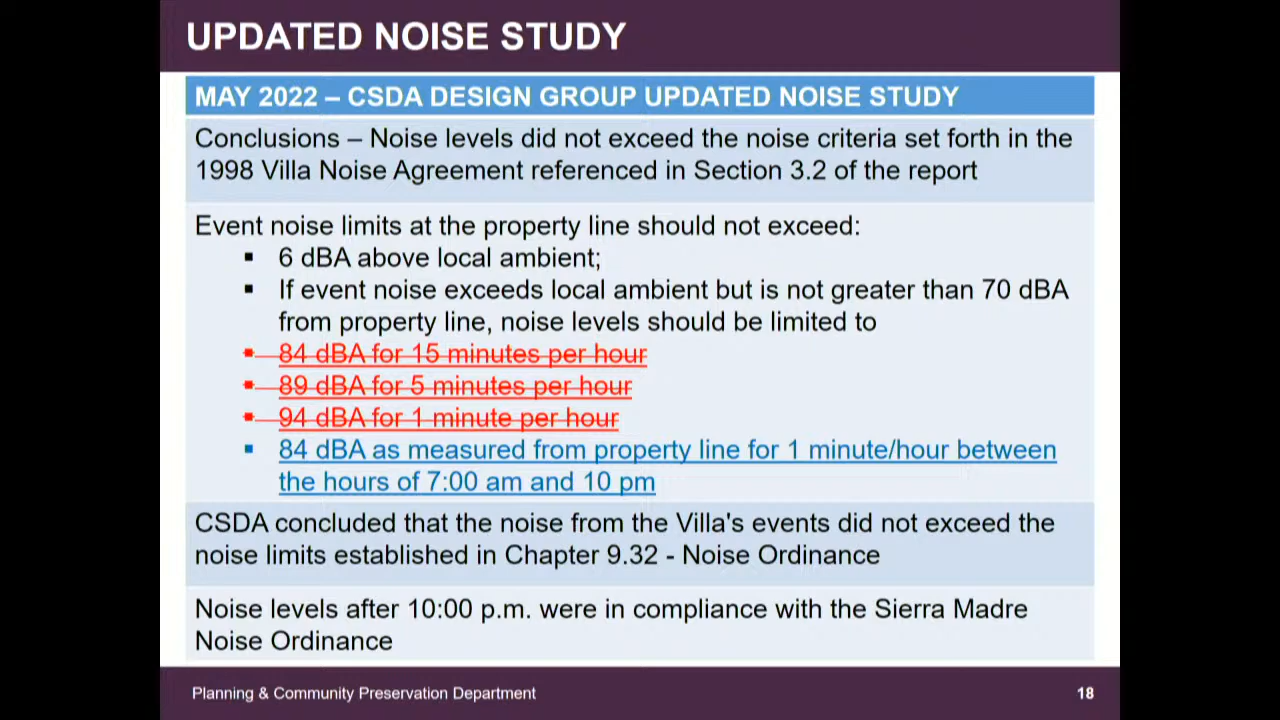 UPDATED NOISE STUDY
MAY 2022 – CSDA DESIGN GROUP UPDATED NOISE STUDY
Conclusions – Noise levels did not exceed the noise criteria set forth in the
1998 Villa Noise Agreement referenced in Section 3.2 of the report
Event noise limits at the property line should not exceed:
▪ 6 dBA above local ambient;
▪ If event noise exceeds local ambient but is not greater than 70 dBA
from property line, noise levels should be limited to
▪ 84 dBA for 15 minutes per hour
▪ 89 dBA for 5 minutes per hour
▪ 94 dBA for 1 minute per hour
▪ 84 dBA as measured from property line for 1 minute/hour between
the hours of 7:00 am and 10 pm
CSDA concluded that the noise from the Villa's events did not exceed the
noise limits established in Chapter 9.32 - Noise Ordinance
Noise levels after 10:00 p.m. were in compliance with the Sierra Madre
Noise Ordinance
Planning & Community Preservation Department
18